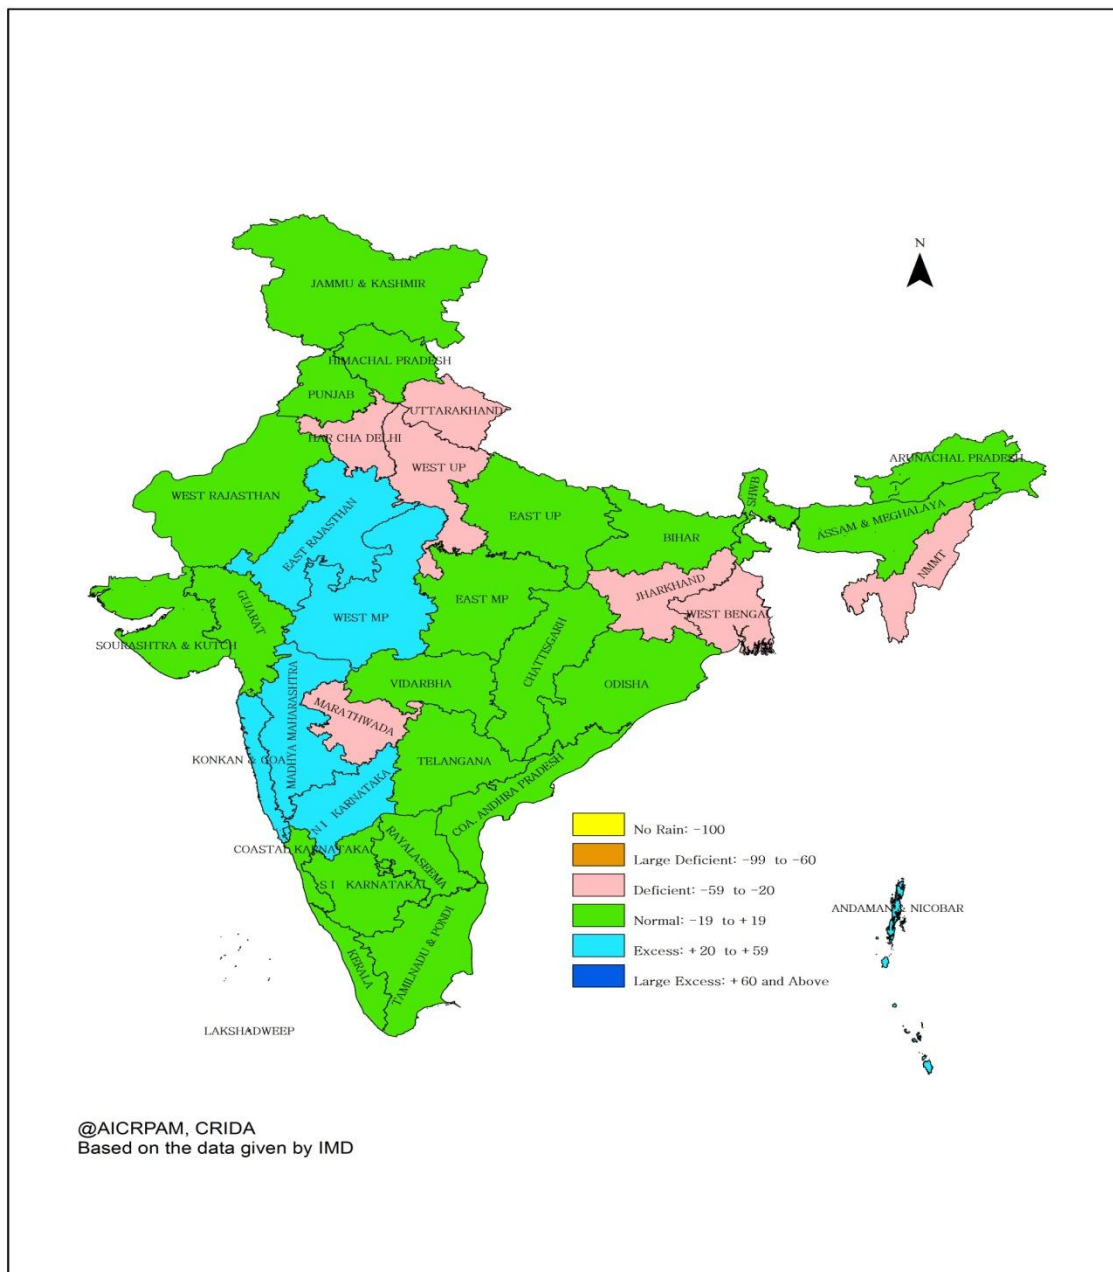 N
JAMMU & KASHMIR
HIMACHAL PRADESH
PUNJAB
UTTARAKHAND
HAR CHA DELHI
WEST UP
ARUNACHAL PRADESH
WEST RAJASTHAN
SHWB
EAST RAJASTHAN
EAST UP
ASSAM & MEGHALAYA
BIHAR
NMMT
JHARKHAND
GUJARAT
EAST MP
WEST BENGAL
WEST MP
SOURASHTRA & KUTCH
CHATTISGARH
VIDARBHA
ODISHA
MADHYA MAHARASHTRA
MARATHWADA
KONKAN & GOA
TELANGANA
COA. ANDHRA PRADESH
N I KARNATAKA
COASTAL KARNATAKA
RAYALASEEMA
S I KARNATAKA
KERALA
TAMILNADU & PONDI
LAKSHADWEEP
ANDAMAN & NICOBAR
No Rain: -100
Large Deficient: -99 to -60
Deficient: -59 to -20
Normal: -19 to +19
Excess: +20 to +59
Large Excess: +60 and Above
@AICRPAM, CRIDA
Based on the data given by IMD